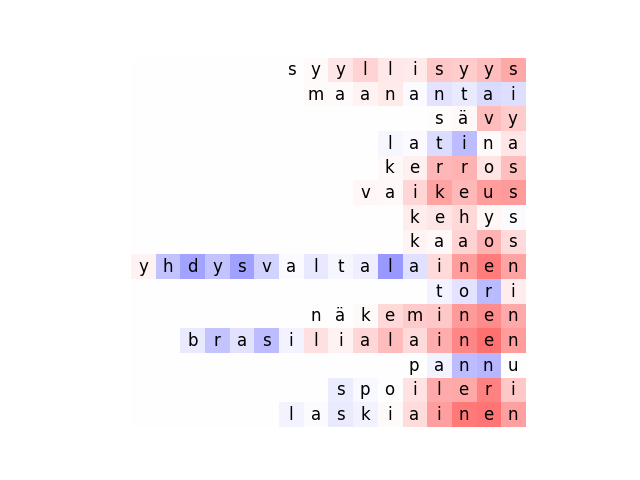 syyllisyys
maanantai
sävy
latina
kerros
vaikeus
kehys
kaaos
yhdysvaltalainen
tori
näkeminen
brasilialainen
pannu
spoileri
laskiainen